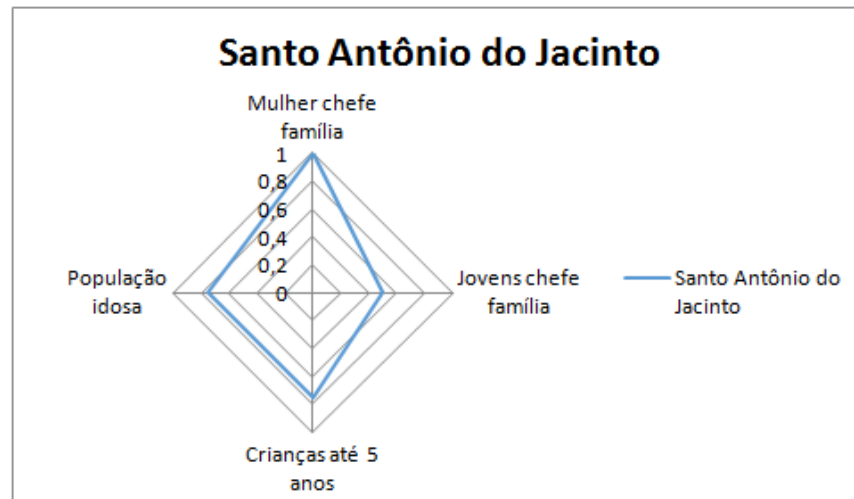 Santo Antônio do Jacinto
Mulher chefe
família
1
0,8
0,6
0,4
0,2
0
População
idosa
Jovens chefe
família
Santo Antônio do
Jacinto
Crianças até 5
anos